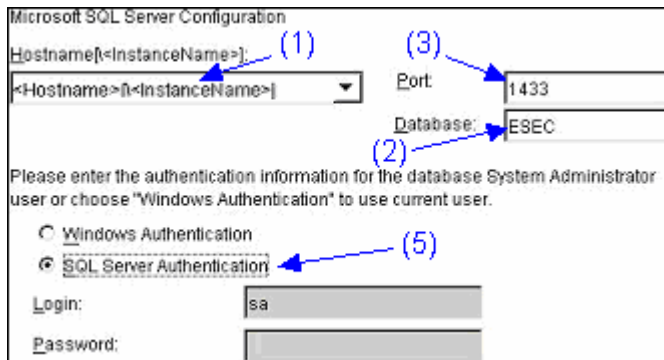 Microsoft SQL Server Configuration
Hostname[\<InstanceName>]:
(1)
(3)
<Hostname>[\<InstanceName>]
Port:
1433
Database:
ESEC
(2)
Please enter the authentication information for the database System Administrator
user or choose "Windows Authentication" to use current user.
Windows Authentication
SQL Server Authentication
(5)
Login:
sa
Password: